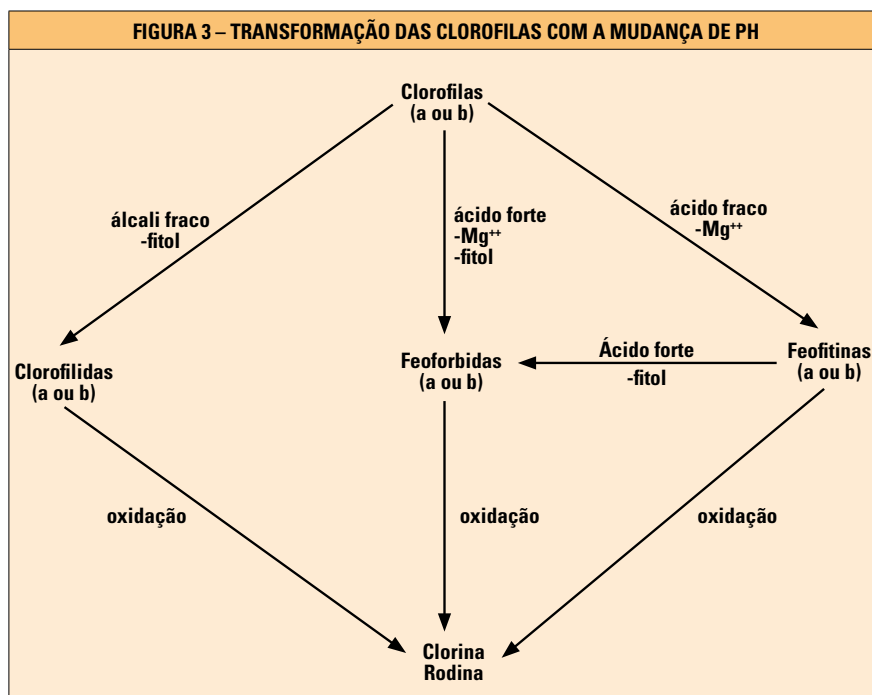 FIGURA 3 – TRANSFORMAÇÃO DAS CLOROFILAS COM A MUDANÇA DE PH
Clorofilas
(a ou b)
álcali fraco
-fitol
ácido forte
-Mg⁺⁺
-fitol
ácido fraco
-Mg⁺⁺
Clorofilidas
(a ou b)
Feoforbidas
(a ou b)
Ácido forte
-fitol
Feofitinas
(a ou b)
oxidação
oxidação
oxidação
Clorina
Rodina